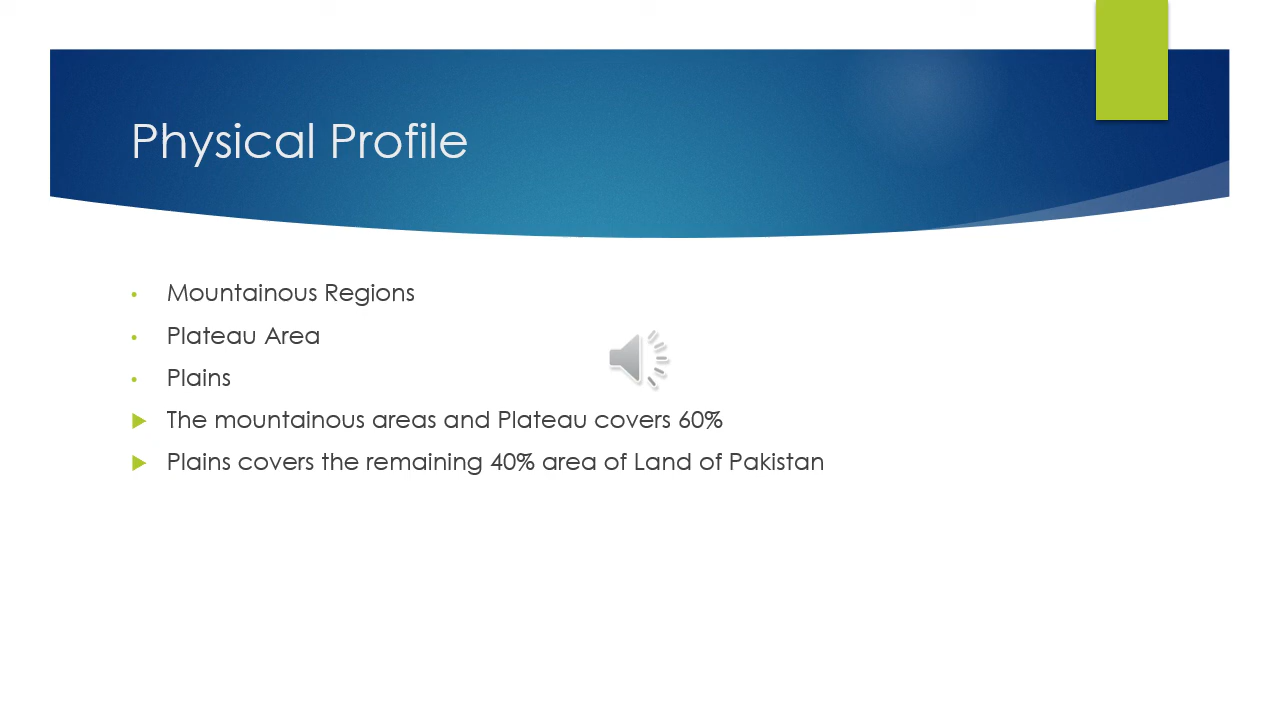 Physical Profile
Mountainous Regions
Plateau Area
Plains
The mountainous areas and Plateau covers 60%
Plains covers the remaining 40% area of Land of Pakistan